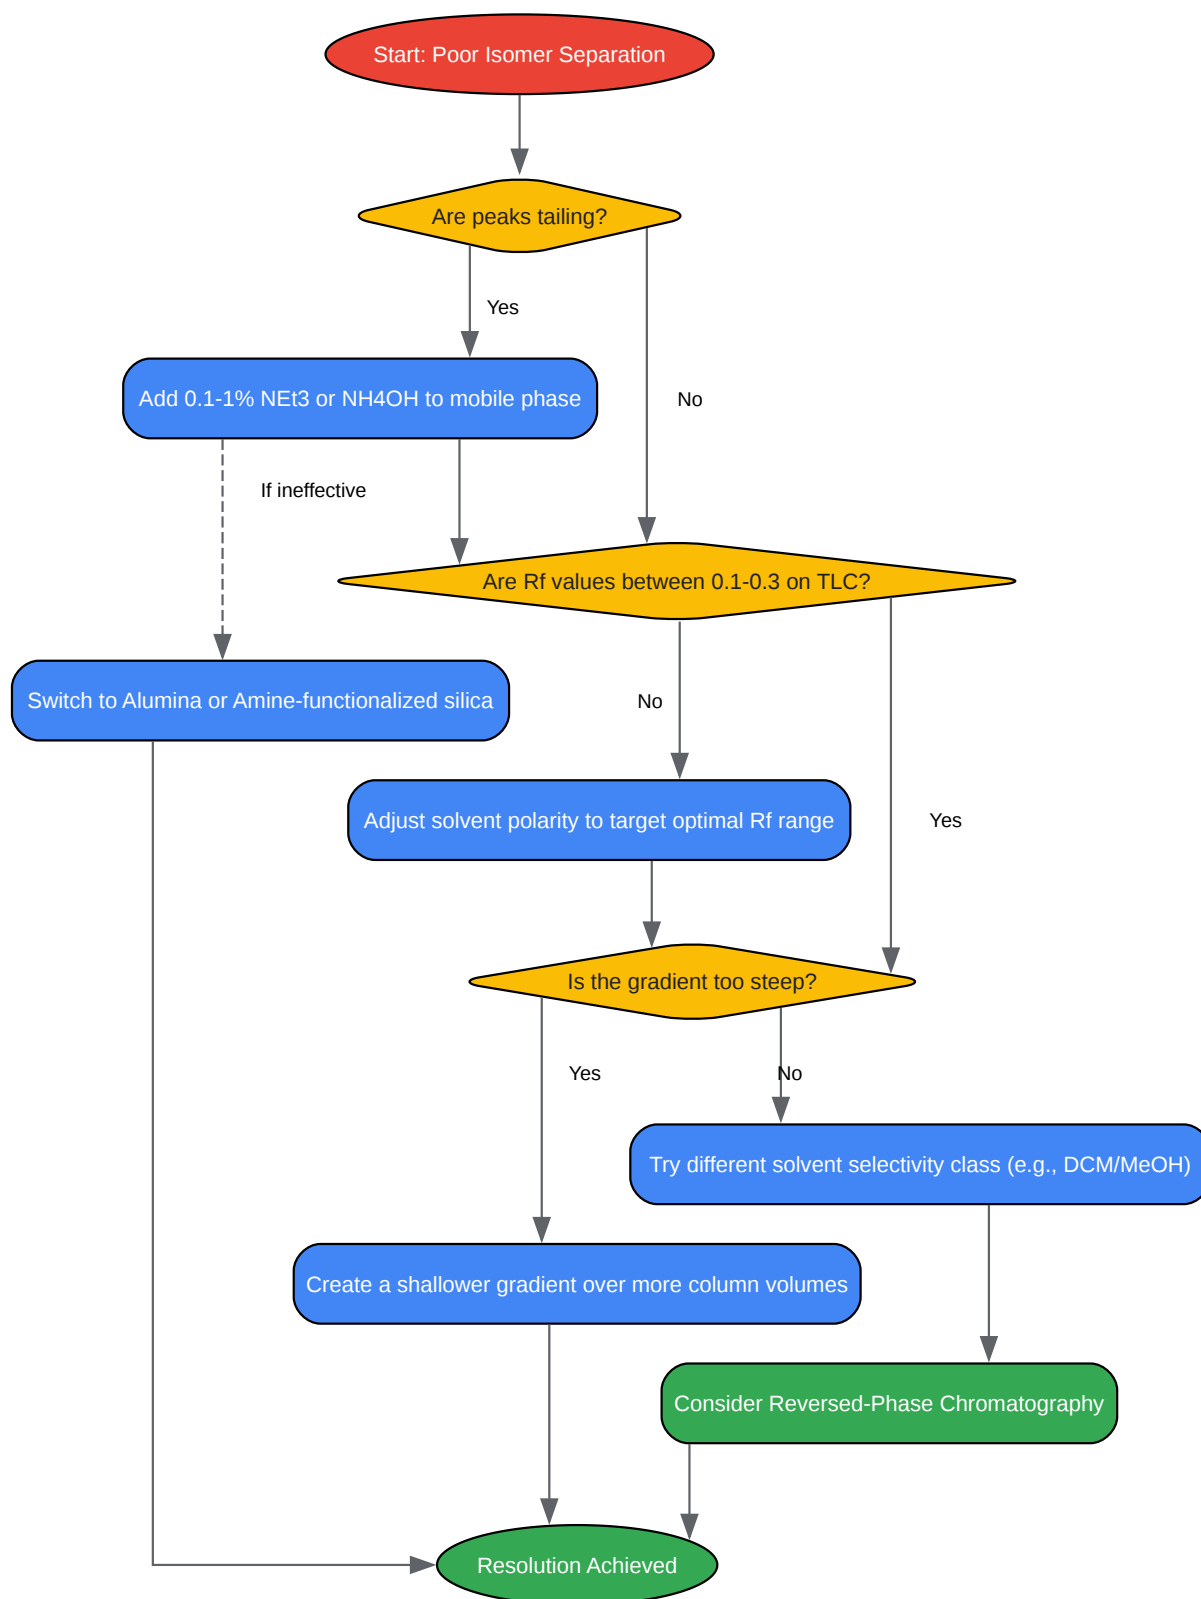 Start: Poor Isomer Separation
Are peaks tailing?
Yes
Add 0.1-1% NEt3 or NH4OH to mobile phase
No
If ineffective
Are Rf values between 0.1-0.3 on TLC?
Switch to Alumina or Amine-functionalized silica
No
Adjust solvent polarity to target optimal Rf range
Yes
Is the gradient too steep?
Yes
No
Try different solvent selectivity class (e.g., DCM/MeOH)
Create a shallower gradient over more column volumes
Consider Reversed-Phase Chromatography
Resolution Achieved